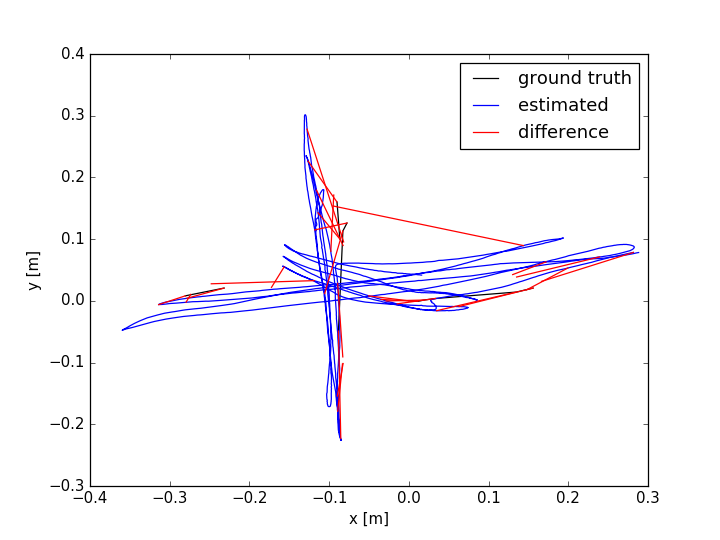 0.4
0.3
0.2
0.1
0.0
−0.1
−0.2
−0.3
y [m]
−0.4 −0.3 −0.2 −0.1 0.0 0.1 0.2 0.3
x [m]
ground truth
estimated
difference